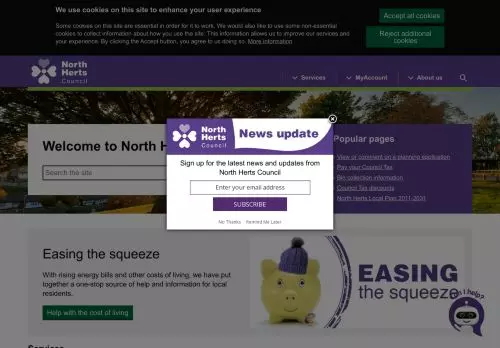 We use cookies on this site to enhance your user experience
Some cookies on this site are essential in order for it to work. We would also like to use some non-essential
cookies to collect information about how you use the site. This information allows us to improve our services and
your experience. By clicking the Accept button, you agree to us doing so. More information
Accept all cookies
Reject additional
cookies
North
Herts
Council
Services
MyAccount
About us
Welcome to North H
Search the site
Popular pages
View or comment on a planning application
Pay your Council Tax
Bin collection information
Council Tax discounts
North Herts Local Plan 2011-2031
North
Herts
Council
News update
Sign up for the latest news and updates from
North Herts Council
Enter your email address
SUBSCRIBE
No Thanks
Remind Me Later
Easing the squeeze
With rising energy bills and other costs of living, we have put
together a one-stop source of help and information for local
residents.
Help with the cost of living
EASING
the squeeze
I help?
Services